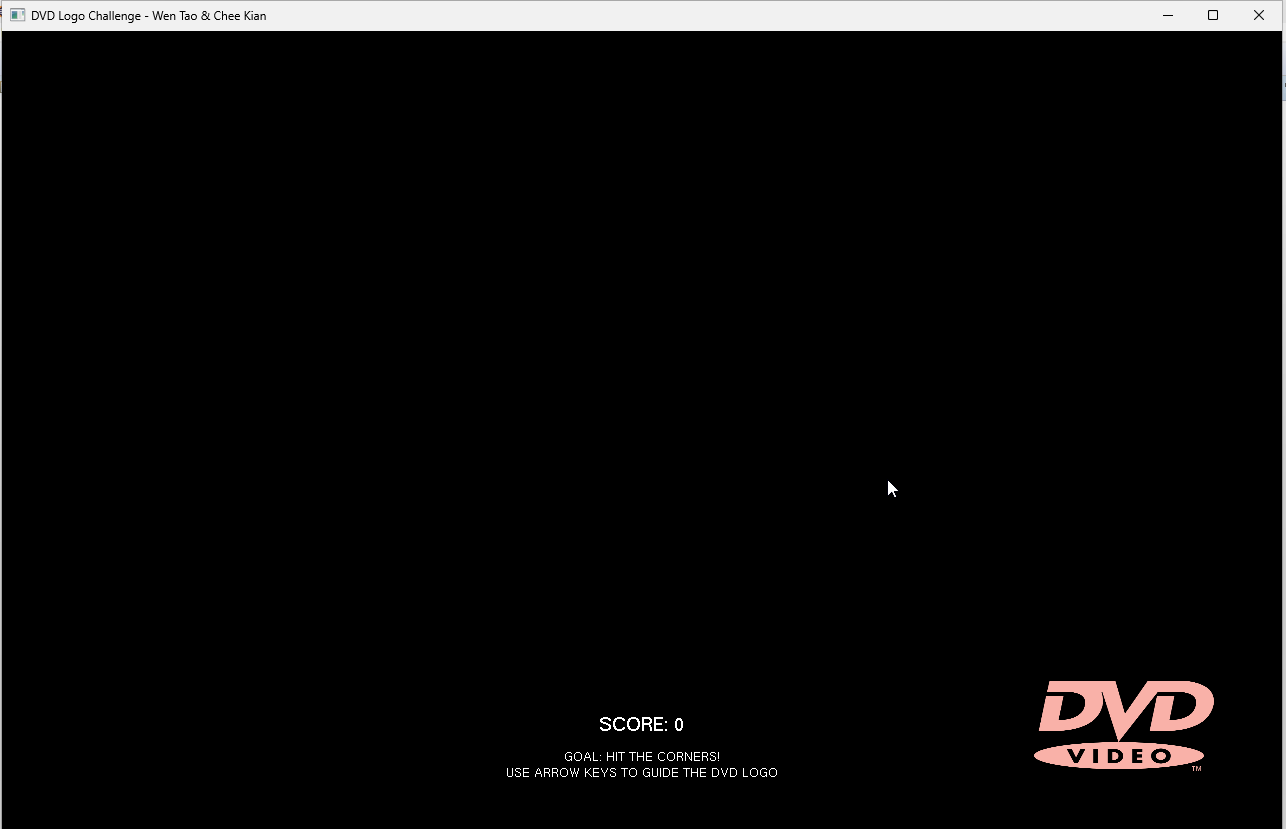 DVD Logo Challenge - Wen Tao & Chee Kian
DVD
VIDEO
TM
SCORE: 0
GOAL: HIT THE CORNERS!
USE ARROW KEYS TO GUIDE THE DVD LOGO